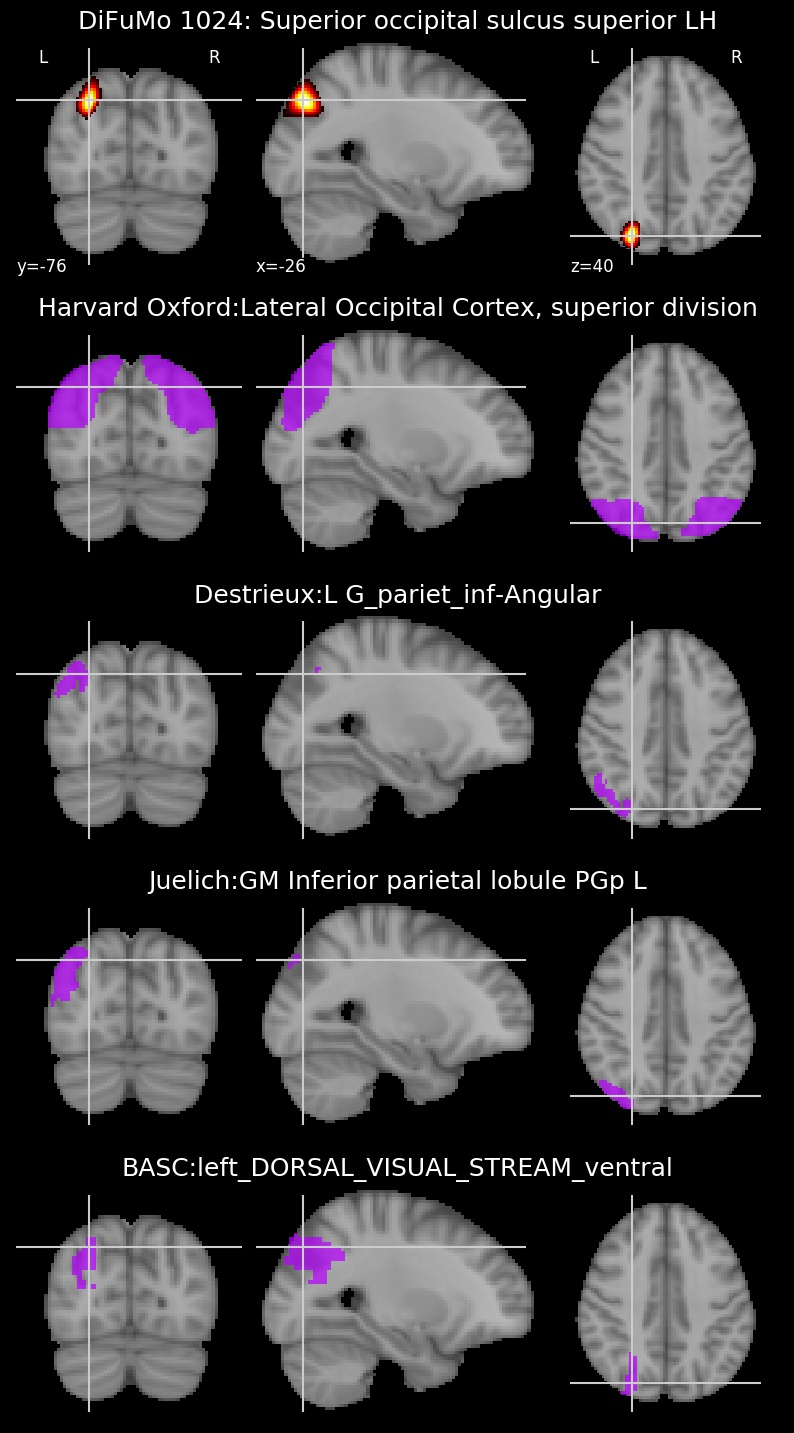 DiFuMo 1024: Superior occipital sulcus superior LH
L R L R
y=-76 x=-26 z=40
Harvard Oxford:Lateral Occipital Cortex, superior division
Destrieux:L G_pariet_inf-Angular
Juelich:GM Inferior parietal lobule PGp L
BASC:left_DORSAL_VISUAL_STREAM_ventral